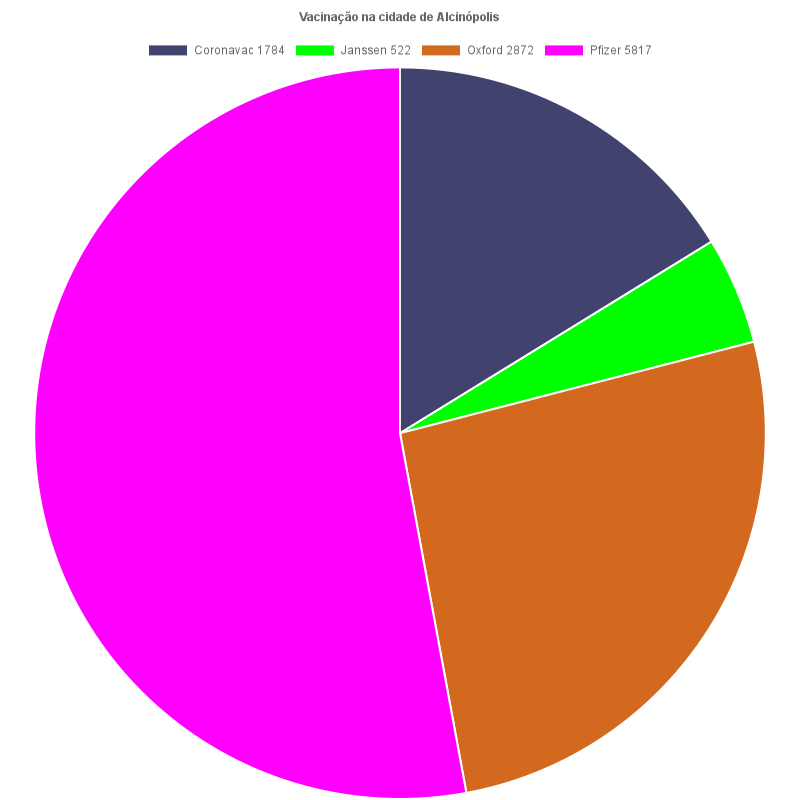 Vacinação na cidade de Alcinópolis
Coronavac 1784 Janssen 522 Oxford 2872 Pfizer 5817